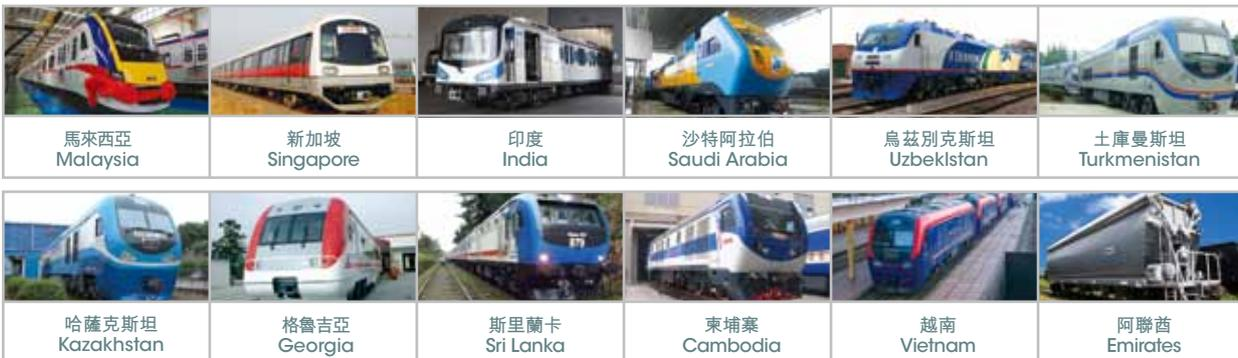 馬來西亞
Malaysia
新加坡
Singapore
印度
India
沙特阿拉伯
Saudi Arabia
烏茲別克斯坦
Uzbeklstan
土庫曼斯坦
Turkmenistan
哈薩克斯坦
Kazakhstan
格魯吉亞
Georgia
斯里蘭卡
Sri Lanka
柬埔寨
Cambodia
越南
Vietnam
阿聯酋
Emirates